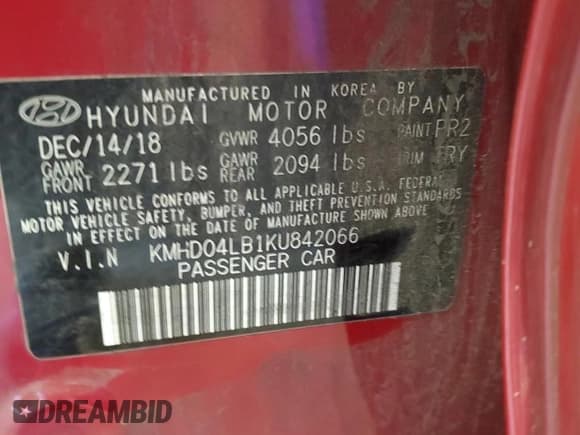 MANUFACTURED IN KOREA BY
HYUNDAI MOTOR COMPANY
DEC/14/18 GVWR 4056 lbs PAINT PR2
GAWR FRONT 2271 lbs GAWR REAR 2094 lbs TRIM TRY
THIS VEHICLE CONFORMS TO ALL APPLICABLE U.S.A. FEDERAL
MOTOR VEHICLE SAFETY, BUMPER, AND THEFT PREVENTION STANDARDS
IN EFFECT ON THE DATE OF MANUFACTURE SHOWN ABOVE
V.I.N KMHD04LB1KU842066
PASSENGER CAR
DREAMBID